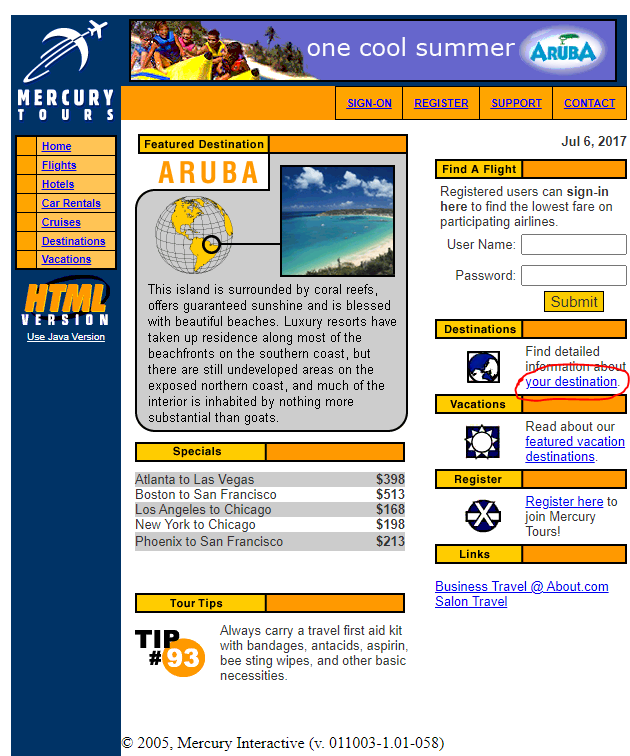 one cool summer ARUBA
MERCURY
TOURS
SIGN-ON REGISTER SUPPORT CONTACT
Home
Flights
Hotels
Car Rentals
Cruises
Destinations
Vacations
HTML
VERSION
Use Java Version
Featured Destination
ARUBA
This island is surrounded by coral reefs,
offers guaranteed sunshine and is blessed
with beautiful beaches. Luxury resorts have
taken up residence along most of the
beachfronts on the southern coast, but
there are still undeveloped areas on the
exposed northern coast, and much of the
interior is inhabited by nothing more
substantial than goats.
Specials
Atlanta to Las Vegas $398
Boston to San Francisco $513
Los Angeles to Chicago $168
New York to Chicago $198
Phoenix to San Francisco $213
Tour Tips
TIP
#93
Always carry a travel first aid kit
with bandages, antacids, aspirin,
bee sting wipes, and other basic
necessities.
Jul 6, 2017
Find A Flight
Registered users can sign-in
here to find the lowest fare on
participating airlines.
User Name:
Password:
Submit
Destinations
Find detailed
information about
your destination.
Vacations
Read about our
featured vacation
destinations.
Register
Register here to
join Mercury
Tours!
Links
Business Travel @ About.com
Salon Travel
© 2005, Mercury Interactive (v. 011003-1.01-058)